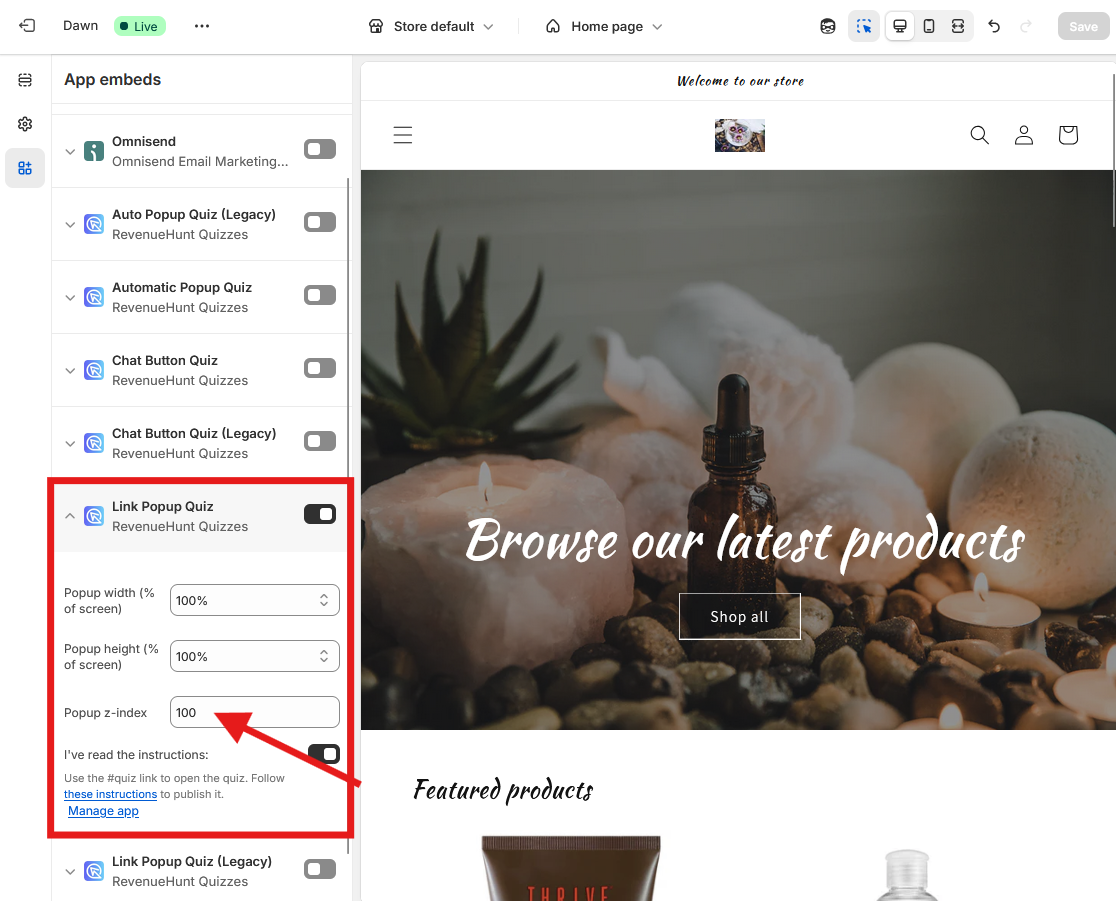 Dawn
Live
Store default
Home page
Save
App embeds
Omnisend
Omnisend Email Marketing...
Auto Popup Quiz (Legacy)
RevenueHunt Quizzes
Automatic Popup Quiz
RevenueHunt Quizzes
Chat Button Quiz
RevenueHunt Quizzes
Chat Button Quiz (Legacy)
RevenueHunt Quizzes
Link Popup Quiz
RevenueHunt Quizzes
Popup width (%
of screen)
100%
Popup height (%
of screen)
100%
Popup z-index
100
I've read the instructions:
Use the #quiz link to open the quiz. Follow
these instructions to publish it.
Manage app
Link Popup Quiz (Legacy)
RevenueHunt Quizzes
Welcome to our store
Browse our latest products
Shop all
Featured products
THRIVE